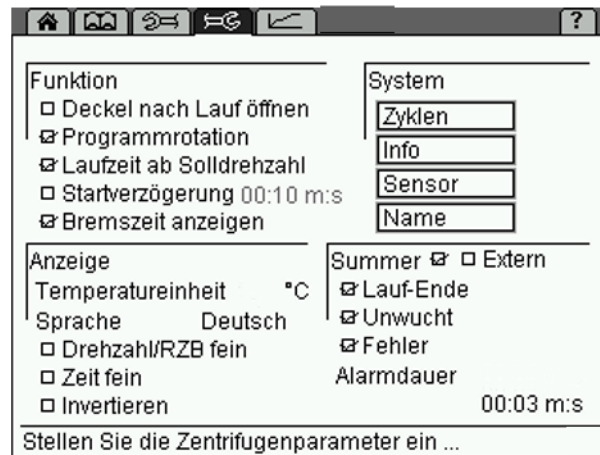 ?
Funktion
Deckel nach Lauf öffnen
Programmrotation
Laufzeit ab Solldrehzahl
Startverzögerung 00:10 m:s
Bremszeit anzeigen
System
Zyklen
Info
Sensor
Name
Anzeige
Temperatureinheit °C
Sprache Deutsch
Drehzahl/RZB fein
Zeit fein
Invertieren
Summer Extern
Lauf-Ende
Unwucht
Fehler
Alarmdauer
00:03 m:s
Stellen Sie die Zentrifugenparameter ein ...